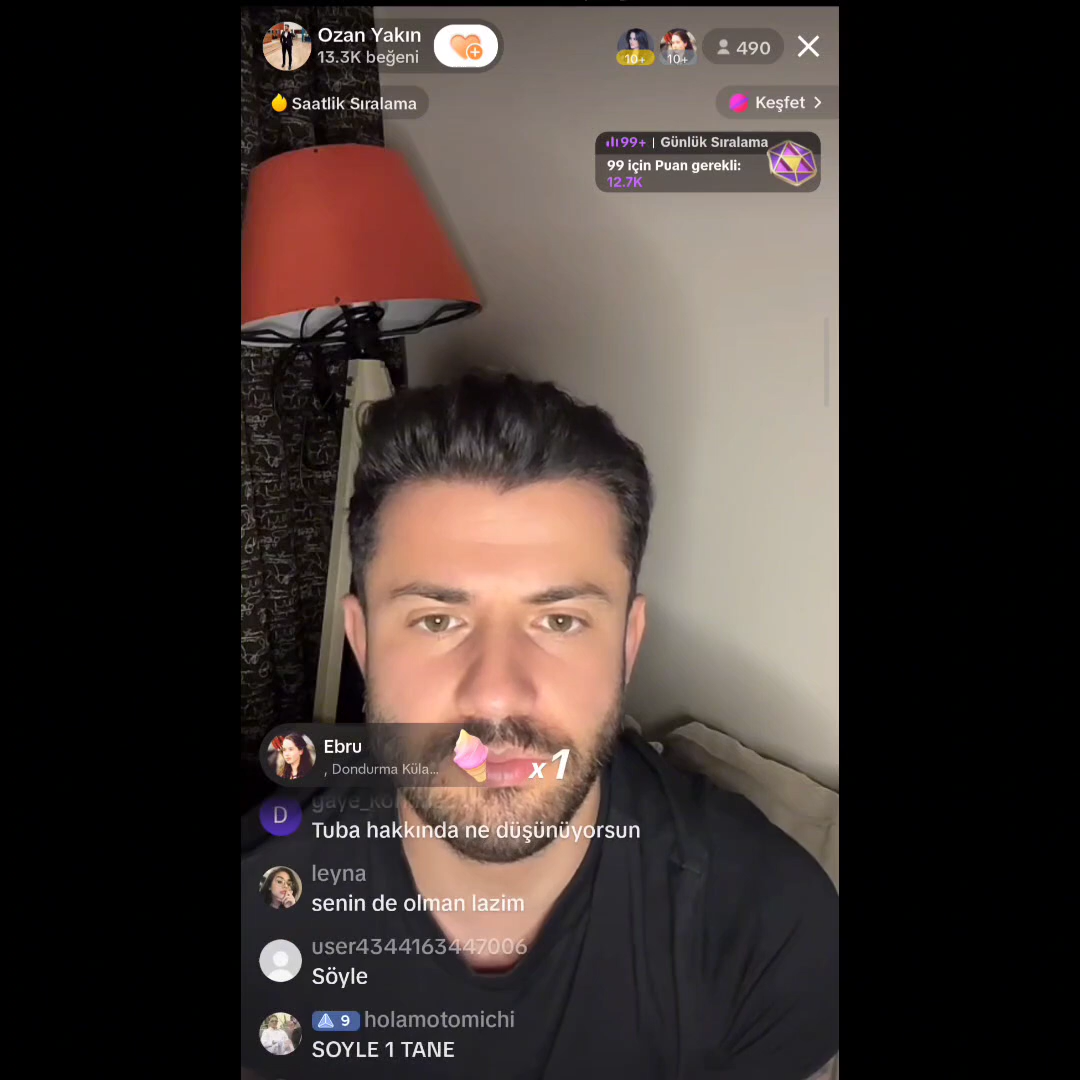 Ozan Yakın
13.3K beğeni
10+
10+
490
Saatlik Sıralama
Keşfet
99+ | Günlük Sıralama
99 için Puan gerekli:
12.7K
Ebru
, Dondurma Küla...
x1
D
Tuba hakkında ne düşünüyorsun
leyna
senin de olman lazim
user4344163447006
Söyle
9 holamotomichi
SOYLE 1 TANE